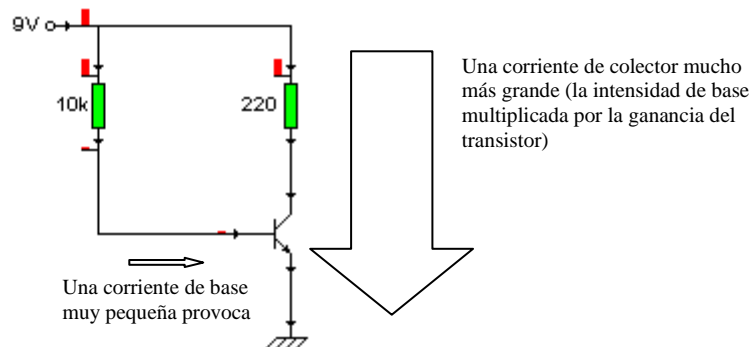 9V
10k
220
Una corriente de colector mucho
más grande (la intensidad de base
multiplicada por la ganancia del
transistor)
Una corriente de base
muy pequeña provoca